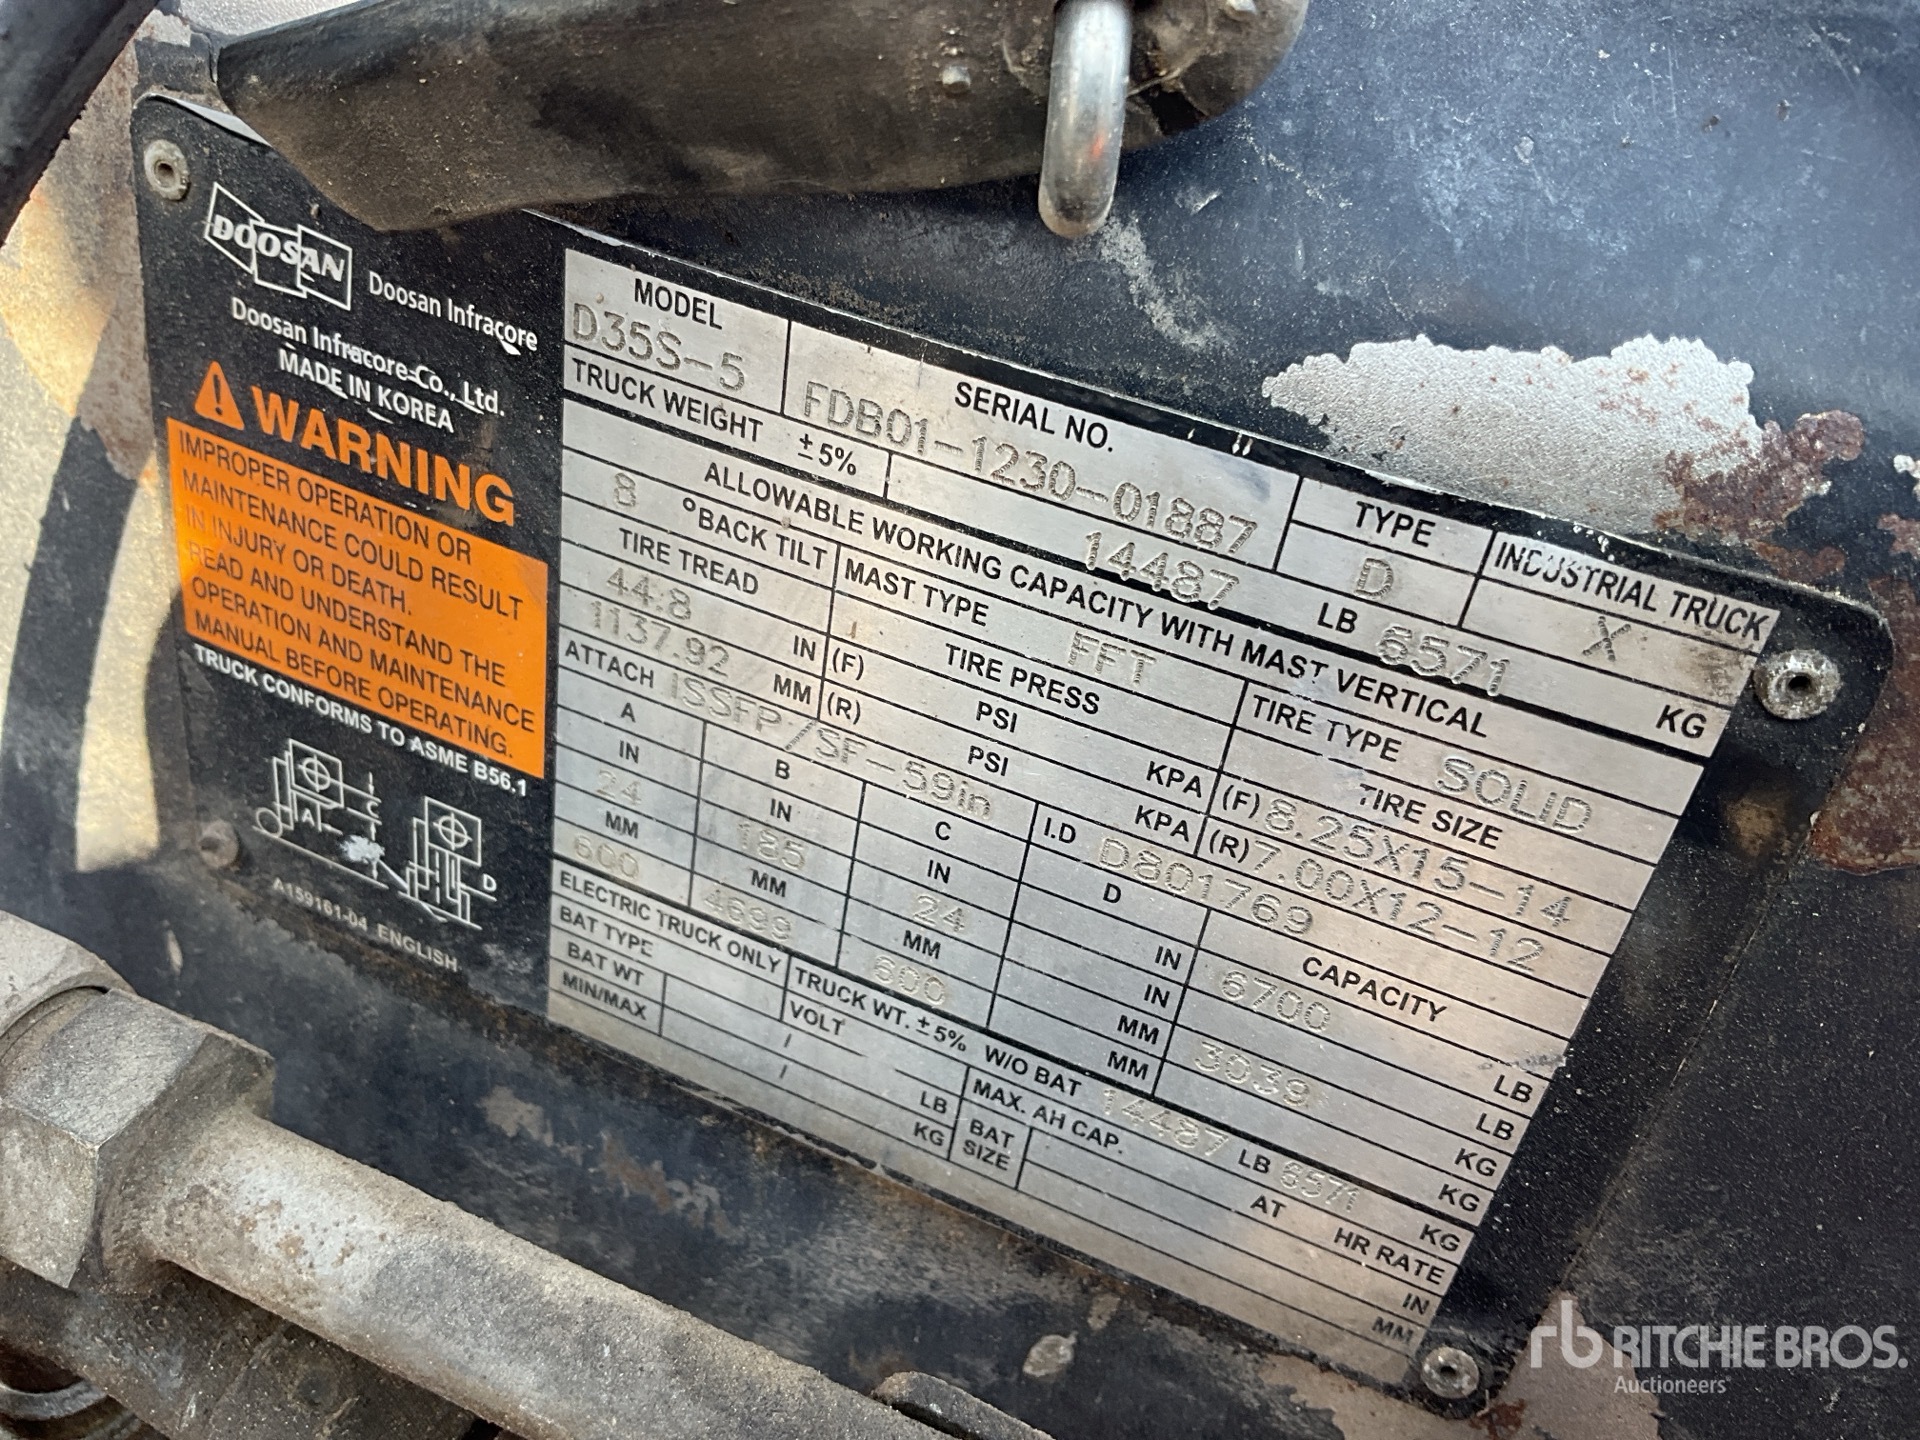 DOOSAN Doosan Infracore
Doosan Infracore Co., Ltd.
MADE IN KOREA
WARNING
IMPROPER OPERATION OR
MAINTENANCE COULD RESULT
IN INJURY OR DEATH.
READ AND UNDERSTAND THE
OPERATION AND MAINTENANCE
MANUAL BEFORE OPERATING.
TRUCK CONFORMS TO ASME B56.1
A C
D
A159161-04 ENGLISH
MODEL SERIAL NO. TYPE INDUSTRIAL TRUCK
D35S-5 FDB01-1230-01887 D X
TRUCK WEIGHT ±5% 14487 LB 6571 KG
ALLOWABLE WORKING CAPACITY WITH MAST VERTICAL
8 °BACK TILT MAST TYPE FFT TIRE TYPE SOLID
TIRE TREAD TIRE PRESS TIRE SIZE
44.8 IN (F) PSI KPA (F) 8.25X15-14
1137.92 MM (R) PSI KPA (R) 7.00X12-12
ATTACH ISSFP/SF-59in I.D D801769
A B C D CAPACITY
IN IN IN IN 6700 LB
24 185 24 IN LB
MM MM MM MM 3039 KG
600 4699 600 MM KG
ELECTRIC TRUCK ONLY TRUCK WT. ±5% W/O BAT 14487 LB 6571 KG
BAT TYPE VOLT MAX. AH CAP. AT HR RATE
BAT WT / LB BAT IN
MIN/MAX / KG SIZE MM
rb RITCHIE BROS.
Auctioneers